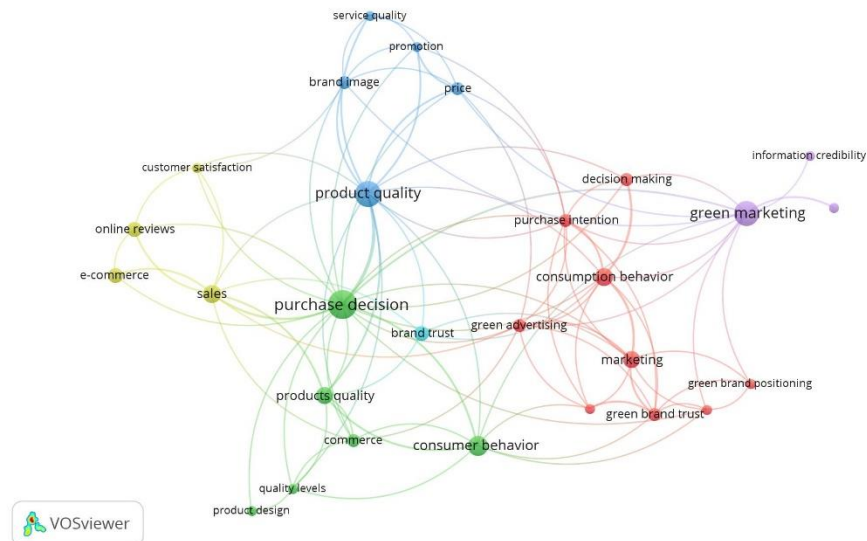 service quality
promotion
brand image
price
information credibility
customer satisfaction
decision making
product quality
green marketing
purchase intention
online reviews
e-commerce
consumption behavior
sales
purchase decision
green advertising
brand trust
marketing
green brand positioning
products quality
green brand trust
commerce
consumer behavior
quality levels
product design
VOSviewer